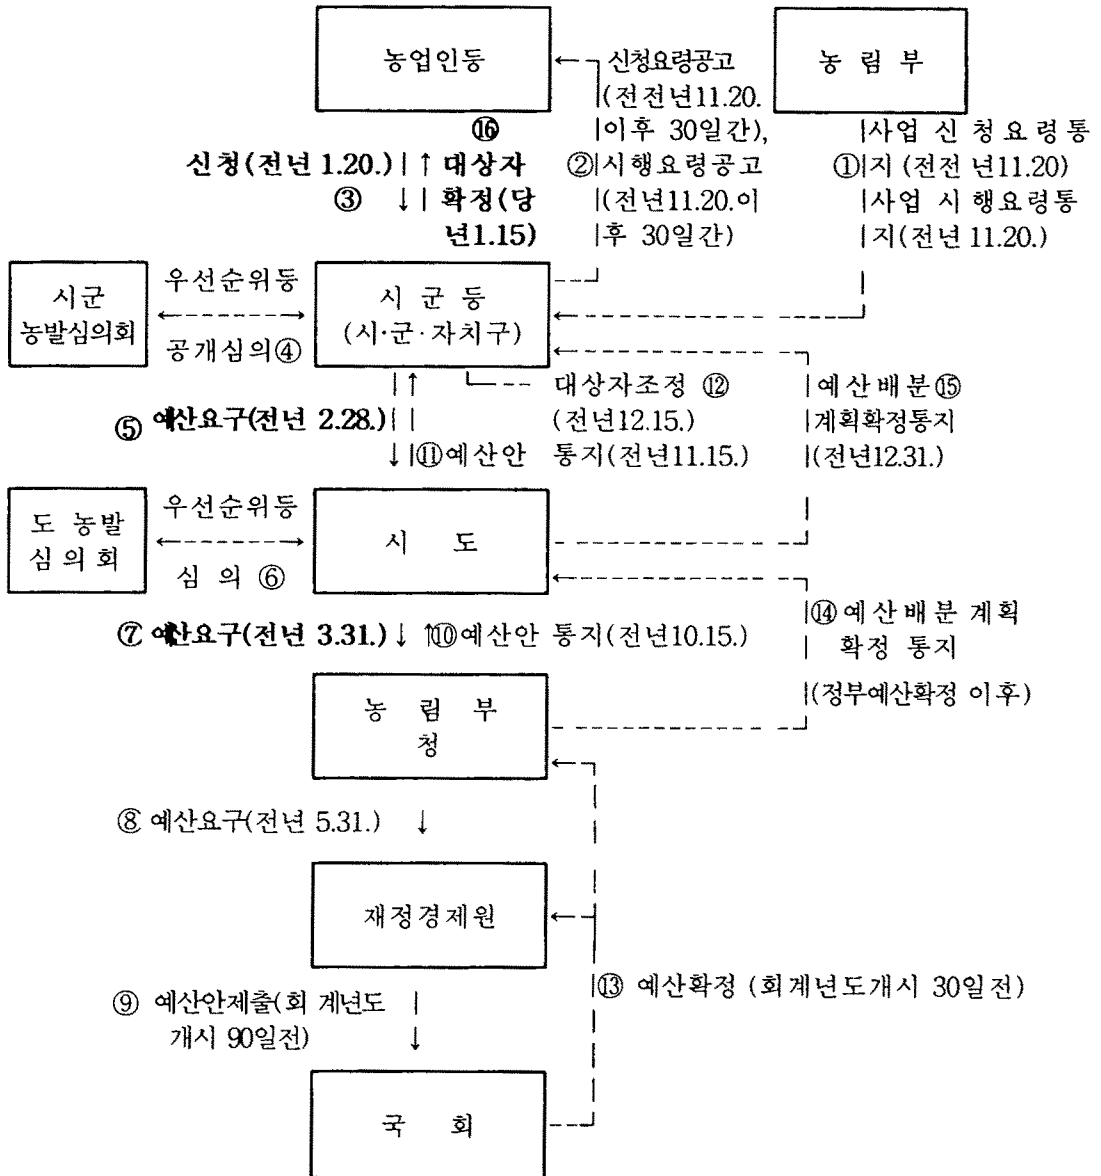 농업인등
신청요령공고
(전전년11.20.
이후 30일간),
② 시행요령공고
(전년11.20.이
후 30일간)
농 림 부
사업 신 청 요 령 통
① 지 (전전 년11.20)
사업 시 행 요 령 통
지(전년 11.20.)
⑯
신청(전년 1.20.) ↑ 대상자
③ ↓ 확정(당
년1.15)
시군
농발심의회
우선순위등
공개심의④
시 군 등
(시·군·자치구)
⑤ 예산요구(전년 2.28.)
⑪예산안 통지(전년11.15.)
대상자조정 ⑫
(전년12.15.)
예산배분⑮
계획확정통지
(전년12.31.)
도 농발
심의회
우선순위등
심 의 ⑥
시 도
⑦ 예산요구(전년 3.31.) ↓ ↑⑩예산안 통지(전년10.15.)
⑭예산배분 계획
확정 통지
(정부예산확정 이후)
농 림 부
청
⑧ 예산요구(전년 5.31.) ↓
재정경제원
⑨ 예산안제출(회 계년도
개시 90일전) ↓
⑬ 예산확정 (회계년도개시 30일전)
국 회